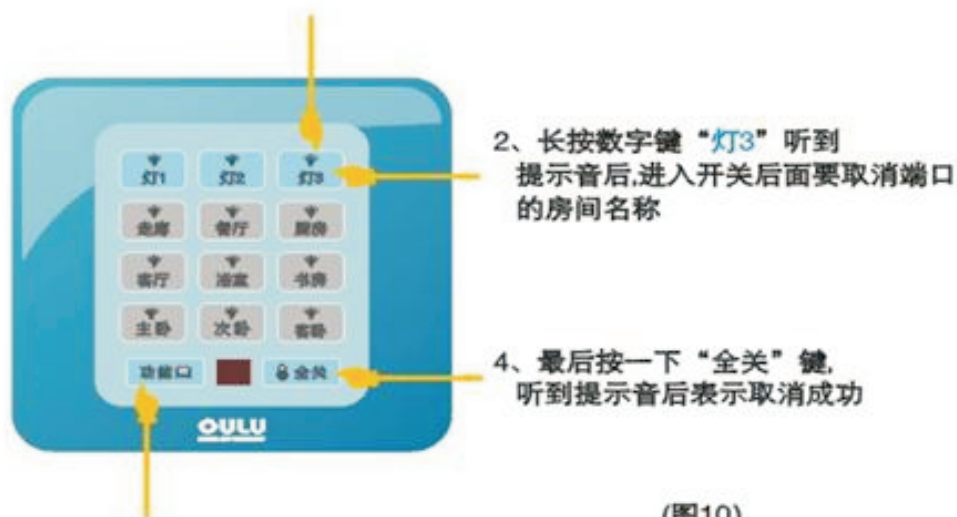 2、长按数字键“灯3”听到
提示音后,进入开关后面要取消端口
的房间名称
灯1 灯2 灯3
走廊 餐厅 厨房
客厅 浴室 书房
主卧 次卧 客卧
功能 全关
4、最后按一下“全关”键,
听到提示音后表示取消成功
OULU
(图10)